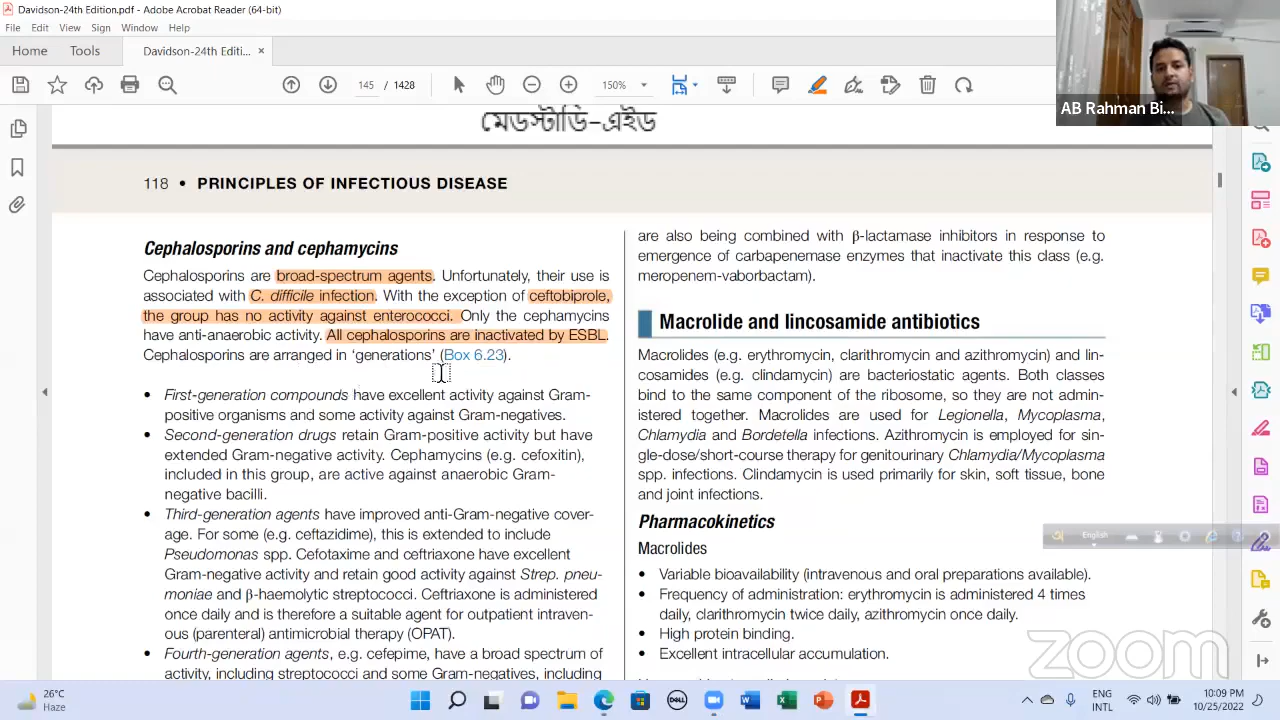 Davidson-24th Edition.pdf - Adobe Acrobat Reader (64-bit)
File Edit View Sign Window Help
Home Tools Davidson-24th Editi... ×
145 / 1428 150%
AB Rahman Bi...
মেডস্টাডি-এইড
118 • PRINCIPLES OF INFECTIOUS DISEASE
Cephalosporins and cephamycins
Cephalosporins are broad-spectrum agents. Unfortunately, their use is
associated with C. difficile infection. With the exception of ceftobiprole,
the group has no activity against enterococci. Only the cephamycins
have anti-anaerobic activity. All cephalosporins are inactivated by ESBL.
Cephalosporins are arranged in ‘generations’ (Box 6.23).
• First-generation compounds have excellent activity against Gram-
positive organisms and some activity against Gram-negatives.
• Second-generation drugs retain Gram-positive activity but have
extended Gram-negative activity. Cephamycins (e.g. cefoxitin),
included in this group, are active against anaerobic Gram-
negative bacilli.
• Third-generation agents have improved anti-Gram-negative cover-
age. For some (e.g. ceftazidime), this is extended to include
Pseudomonas spp. Cefotaxime and ceftriaxone have excellent
Gram-negative activity and retain good activity against Strep. pneu-
moniae and β-haemolytic streptococci. Ceftriaxone is administered
once daily and is therefore a suitable agent for outpatient intraven-
ous (parenteral) antimicrobial therapy (OPAT).
• Fourth-generation agents, e.g. cefepime, have a broad spectrum of
activity, including streptococci and some Gram-negatives, including
are also being combined with β-lactamase inhibitors in response to
emergence of carbapenemase enzymes that inactivate this class (e.g.
meropenem-vaborbactam).
Macrolide and lincosamide antibiotics
Macrolides (e.g. erythromycin, clarithromycin and azithromycin) and lin-
cosamides (e.g. clindamycin) are bacteriostatic agents. Both classes
bind to the same component of the ribosome, so they are not admin-
istered together. Macrolides are used for Legionella, Mycoplasma,
Chlamydia and Bordetella infections. Azithromycin is employed for sin-
gle-dose/short-course therapy for genitourinary Chlamydia/Mycoplasma
spp. infections. Clindamycin is used primarily for skin, soft tissue, bone
and joint infections.
Pharmacokinetics
Macrolides
• Variable bioavailability (intravenous and oral preparations available).
• Frequency of administration: erythromycin is administered 4 times
daily, clarithromycin twice daily, azithromycin once daily.
• High protein binding.
• Excellent intracellular accumulation.
English
zoom
26°C
Haze
ENG
INTL
10:09 PM
10/25/2022